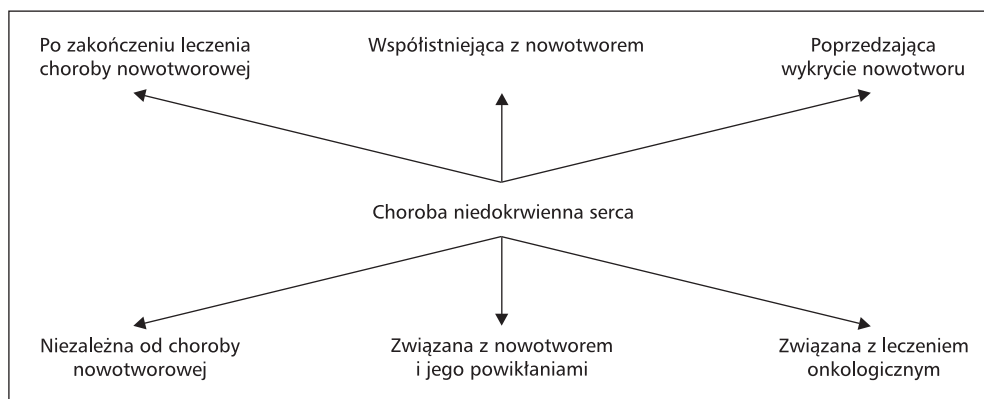 Po zakończeniu leczenia
choroby nowotworowej
Współistniejąca z nowotworem
Poprzedzająca
wykrycie nowotworu
Choroba niedokrwienna serca
Niezależna od choroby
nowotworowej
Związana z nowotworem
i jego powikłaniami
Związana z leczeniem
onkologicznym